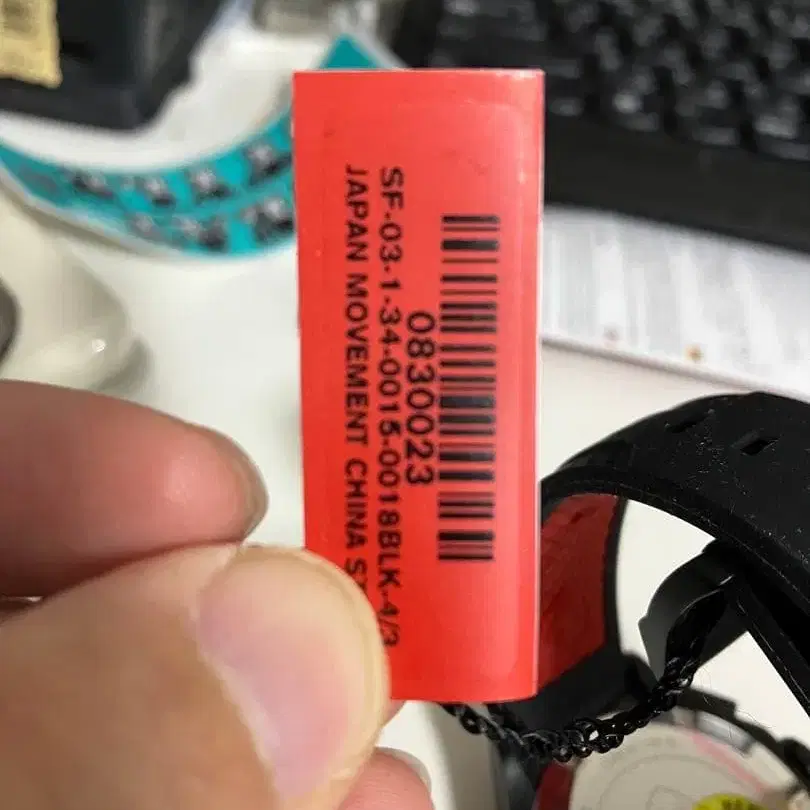 0830023
SF-03-1-34-0015-0018BLK-4/3
JAPAN MOVEMENT CHINA